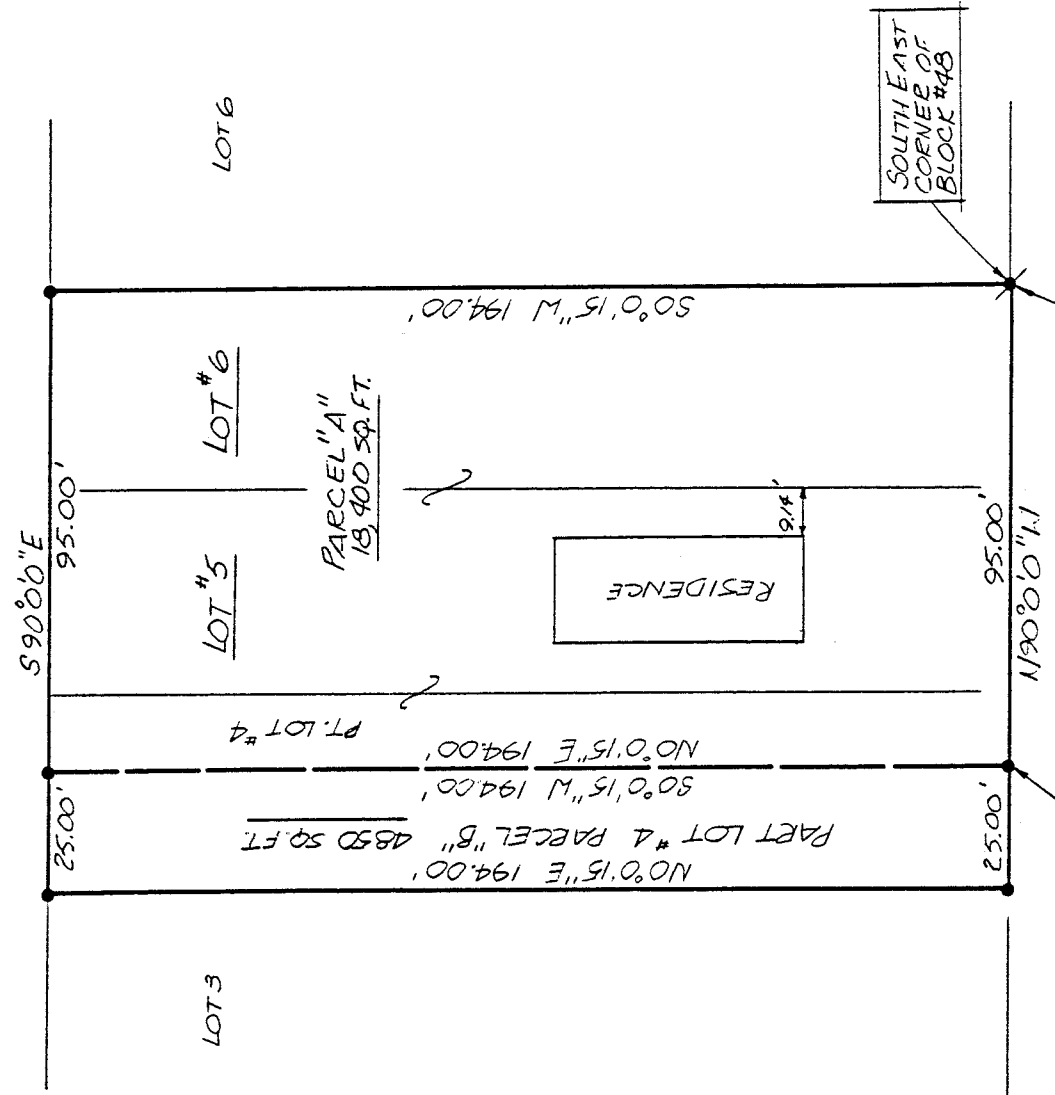 S90°0'0"E
95.00'
25.00'
LOT 6
LOT #6
LOT #5
PARCEL "A"
18,400 SQ.FT.
S0°0'15"W 194.00'
RESIDENCE
9.14'
PT. LOT #4
N0°0'15"E 194.00'
S0°0'15"W 194.00'
PART LOT #4 PARCEL "B" 4850 SQ.FT.
N0°0'15"E 194.00'
LOT 3
SOUTH EAST
CORNER OF
BLOCK #48
95.00'
25.00'
N90°0'0"W